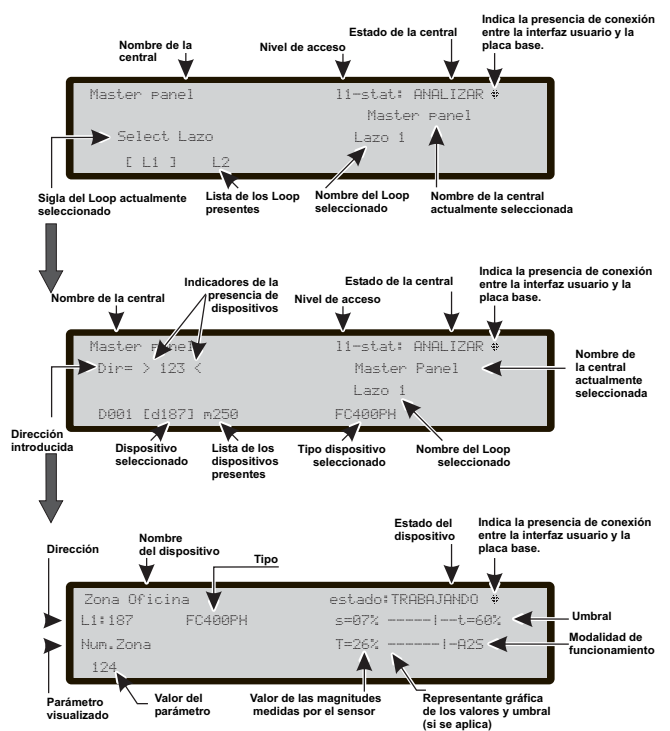 Indica la presencia de conexión
entre la interfaz usuario y la
placa base.
Estado de la central
Nombre de la
central
Nivel de acceso
Master panel
l1-stat: ANALIZAR
Master panel
Select Lazo
Lazo 1
[ L1 ] L2
Sigla del Loop actualmente
seleccionado
Lista de los Loop
presentes
Nombre del Loop
seleccionado
Nombre de la central
actualmente seleccionada
Indica la presencia de conexión
entre la interfaz usuario y la
placa base.
Indicadores de la
presencia de
dispositivos
Estado de la central
Nombre de la central
Nivel de acceso
Master panel
l1-stat: ANALIZAR
Dir= > 123 <
Master Panel
Lazo 1
D001 [d187] m250
FC400PH
Nombre de
la central
actualmente
seleccionada
Dirección
introducida
Dispositivo
seleccionado
Lista de los
dispositivos
presentes
Tipo dispositivo
seleccionado
Nombre del Loop
seleccionado
Estado del
dispositivo
Indica la presencia de conexión
entre la interfaz usuario y la
placa base.
Dirección
Nombre
del dispositivo
Tipo
Zona Oficina
estado:TRABAJANDO
L1:187 FC400PH
s=07% -----|--t=60%
Num.Zona
T=26% ------|-A2S
124
Umbral
Modalidad de
funcionamiento
Parámetro
visualizado
Valor del
parámetro
Valor de las magnitudes
medidas por el sensor
Representante gráfica
de los valores y umbral
(si se aplica)